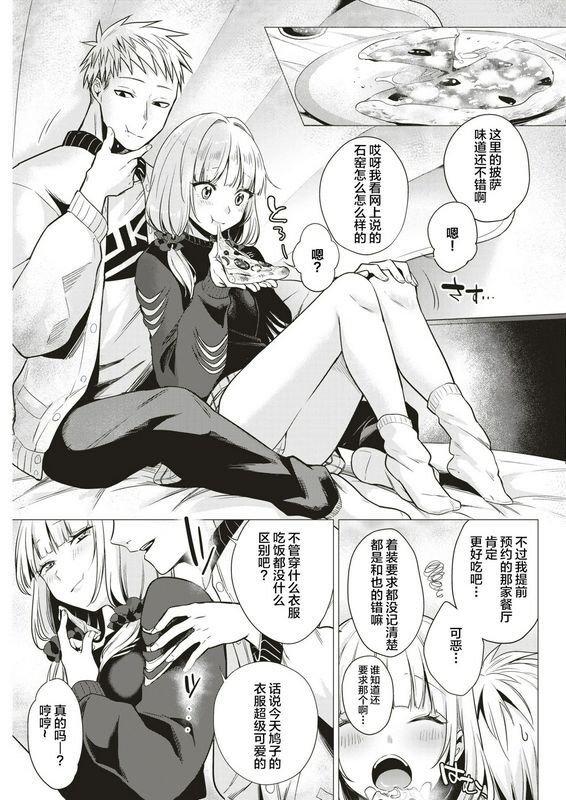 这里的披萨
味道还不错啊
嗯！
哎呀我看网上说的
石窑怎么怎么样的
嗯？
とろ～
さす…
不过我提前
预约的那家餐厅
肯定
更好吃吧…
可恶…
着装要求都没记清楚
都是和也的错嘛
谁知道还
要求那个啊…
不管穿什么衣服
吃饭都没什么
区别吧？
话说今天鸠子的
衣服超级可爱的
真的吗—？
哼哼～